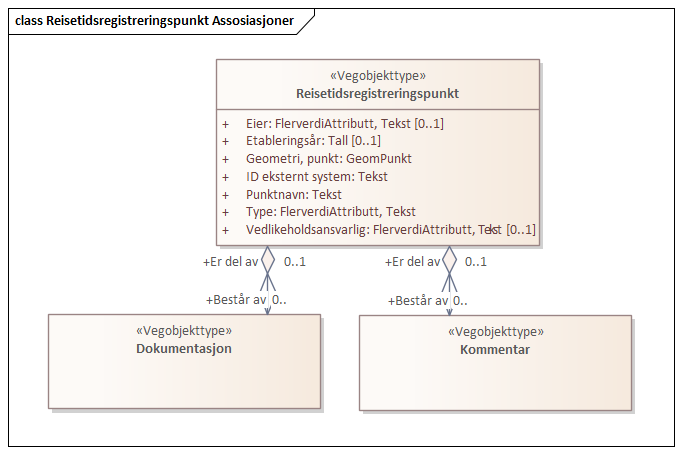 class Reisetidsregistreringspunkt Assosiasjoner
«Vegobjekttype»
Reisetidsregistreringspunkt
+ Eier: FlerverdiAttributt, Tekst [0..1]
+ Etableringsår: Tall [0..1]
+ Geometri, punkt: GeomPunkt
+ ID eksternt system: Tekst
+ Punktnavn: Tekst
+ Type: FlerverdiAttributt, Tekst
+ Vedlikeholdsansvarlig: FlerverdiAttributt, Tekst [0..1]
+Er del av 0..1 +Er del av 0..1
+Består av 0.. +Består av 0..
«Vegobjekttype» «Vegobjekttype»
Dokumentasjon Kommentar